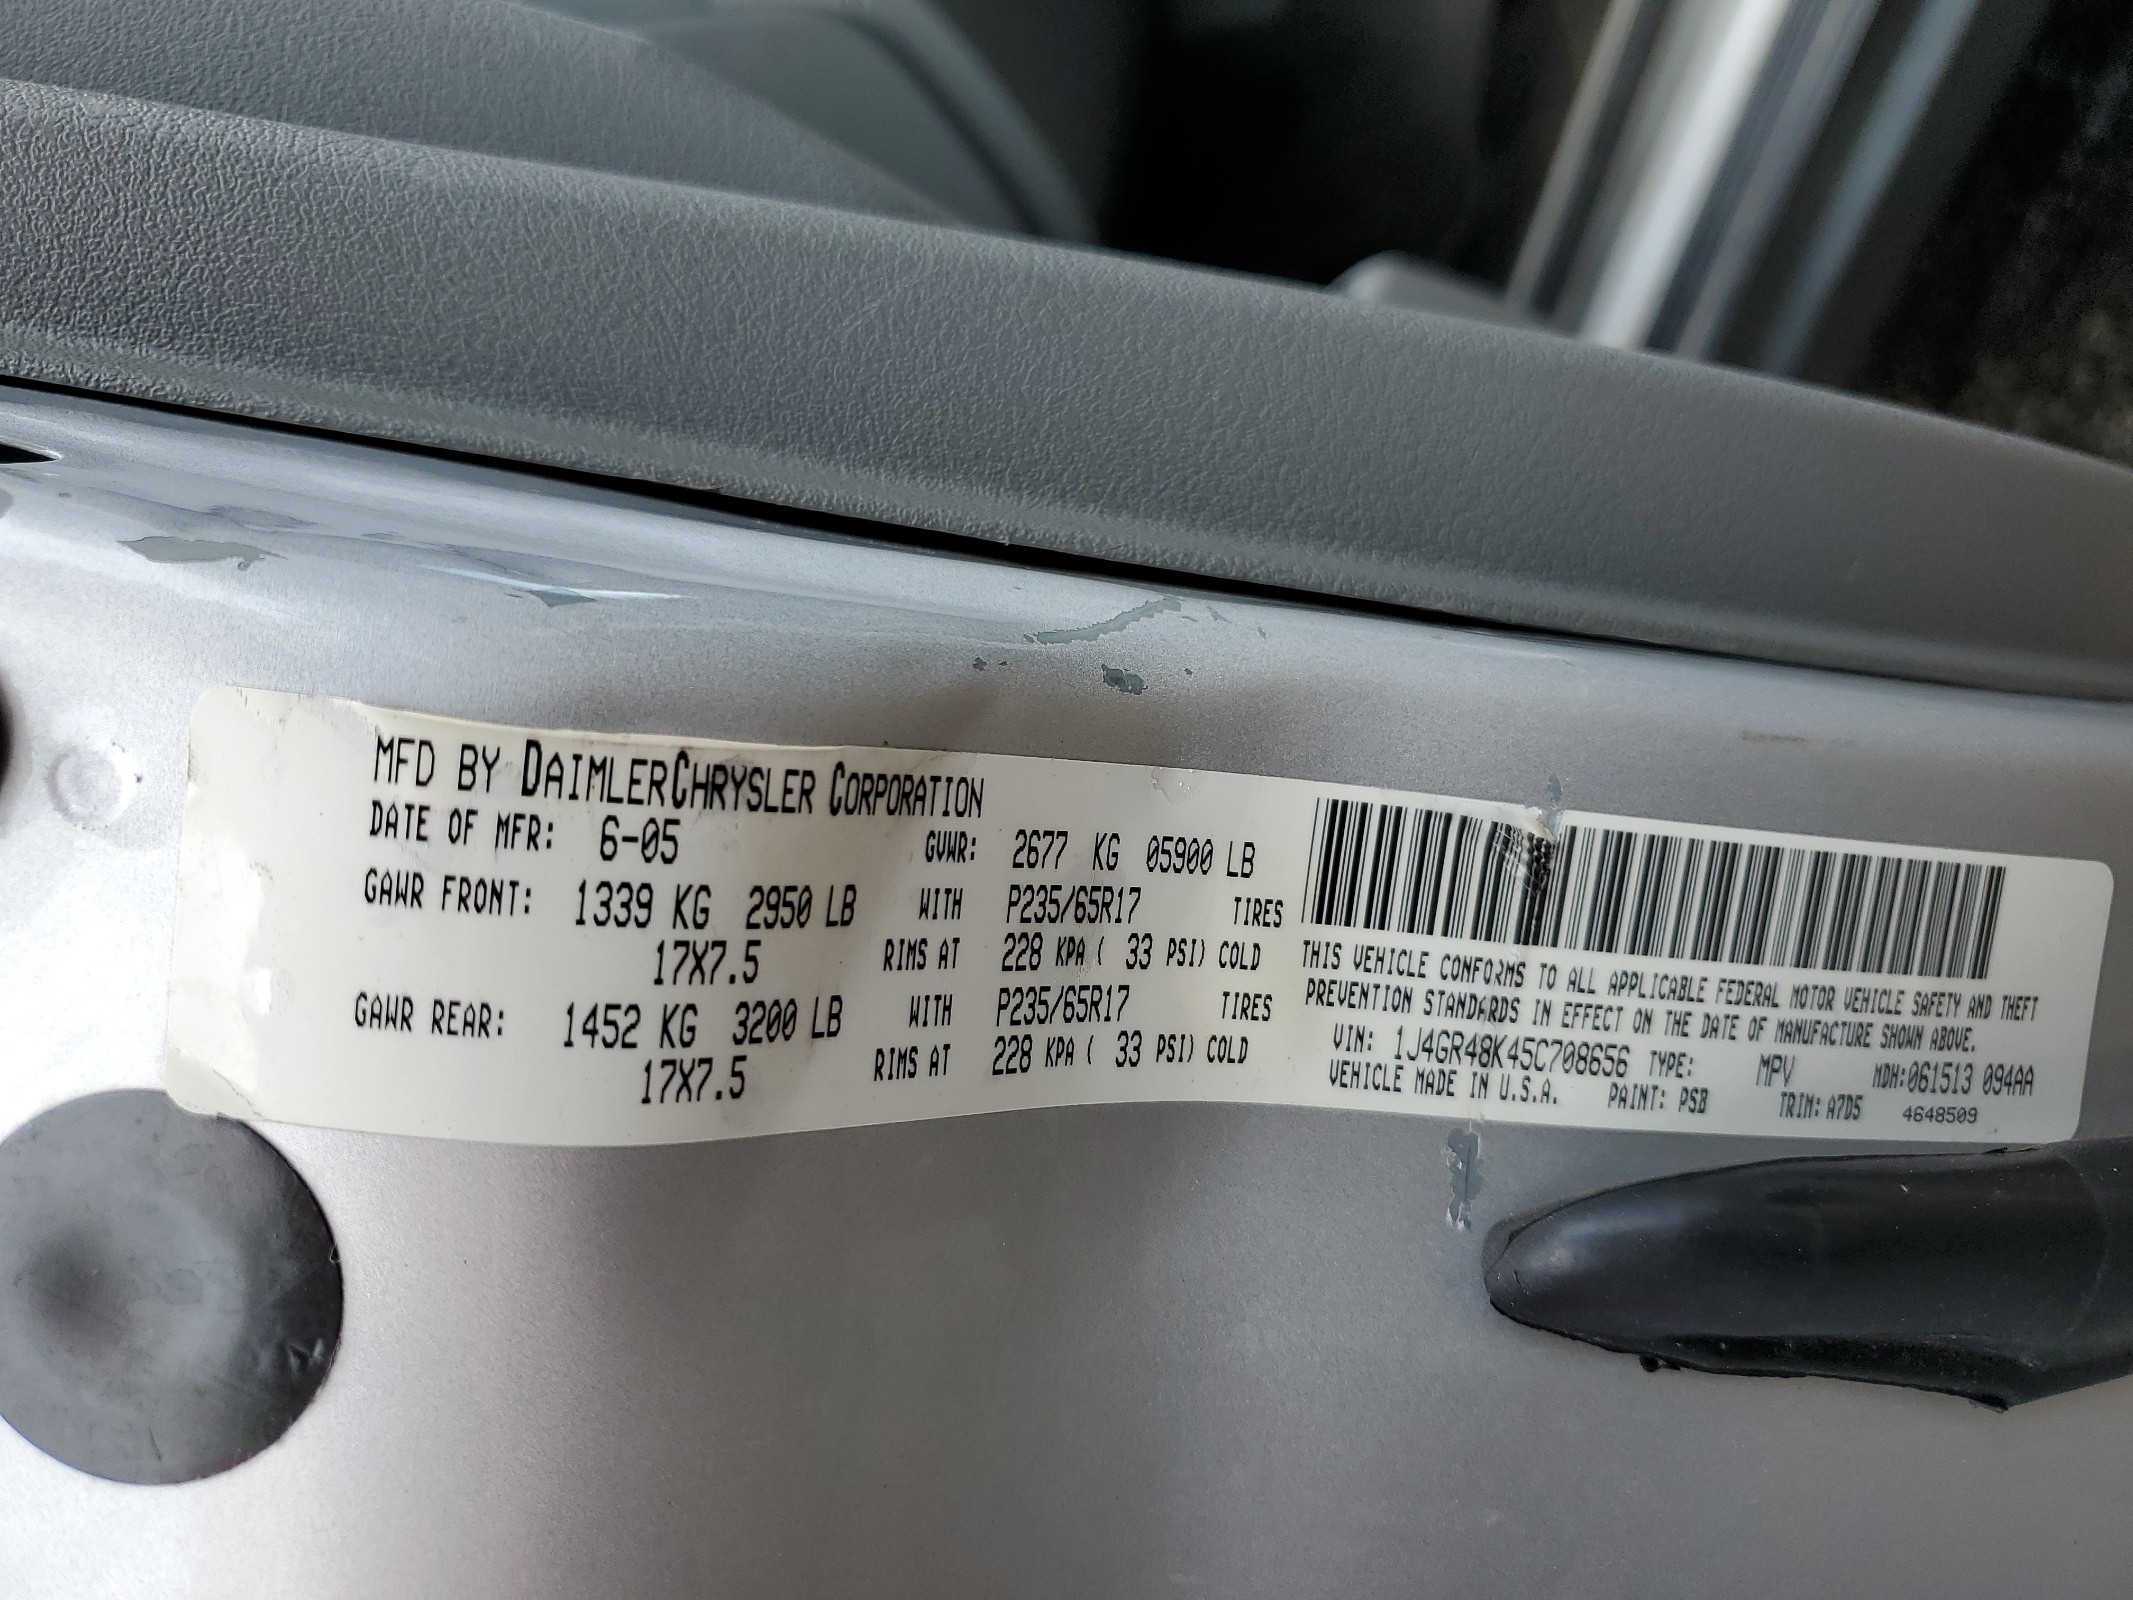 MFD BY DAIMLERCHRYSLER CORPORATION
DATE OF MFR: 6-05 GVWR: 2677 KG 05900 LB
GAWR FRONT: 1339 KG 2950 LB WITH P235/65R17 TIRES
17X7.5 RIMS AT 228 KPA ( 33 PSI) COLD
GAWR REAR: 1452 KG 3200 LB WITH P235/65R17 TIRES
17X7.5 RIMS AT 228 KPA ( 33 PSI) COLD
THIS VEHICLE CONFORMS TO ALL APPLICABLE FEDERAL MOTOR VEHICLE SAFETY AND THEFT
PREVENTION STANDARDS IN EFFECT ON THE DATE OF MANUFACTURE SHOWN ABOVE.
VIN: 1J4GR48K45C708656 TYPE: MPV MDH:061513 094AA
VEHICLE MADE IN U.S.A. PAINT: PSB TRIM: A7D5 4648509